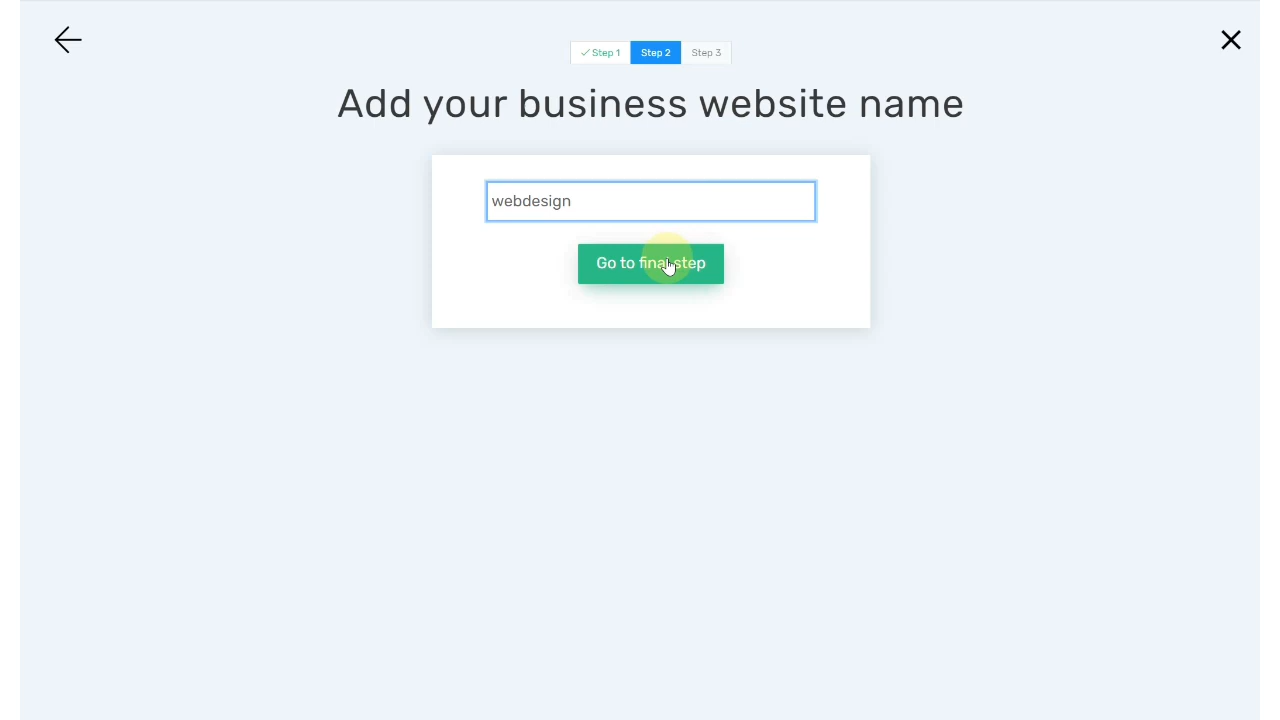 Step 1
Step 2
Step 3
Add your business website name
webdesign
Go to final step